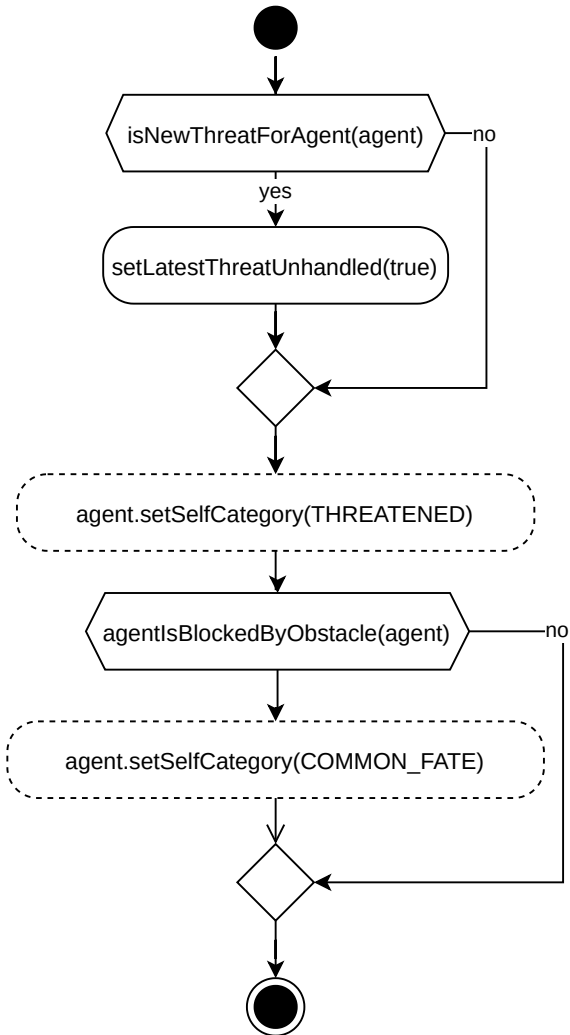 isNewThreatForAgent(agent)
no
yes
setLatestThreatUnhandled(true)
agent.setSelfCategory(THREATENED)
agentIsBlockedByObstacle(agent)
no
agent.setSelfCategory(COMMON_FATE)